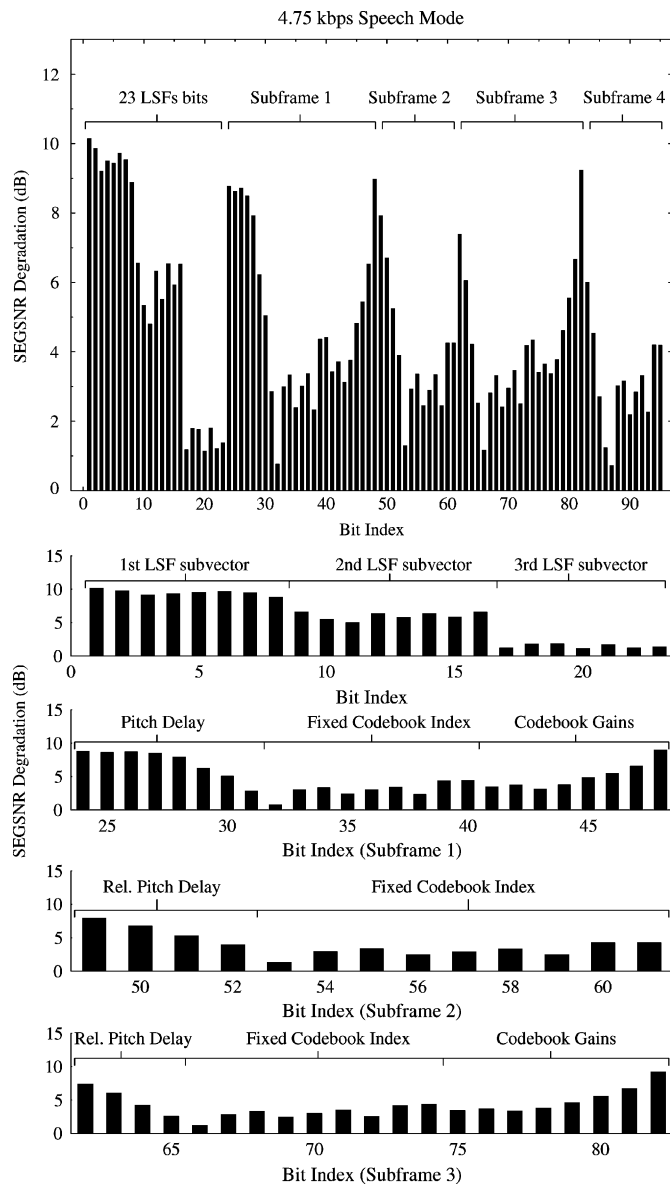 4.75 kbps Speech Mode
12
23 LSFs bits Subframe 1 Subframe 2 Subframe 3 Subframe 4
10
8
6
4
2
0
SEGSNR Degradation (dB)
0 10 20 30 40 50 60 70 80 90
Bit Index
15
1st LSF subvector 2nd LSF subvector 3rd LSF subvector
10
5
0
0 5 10 15 20
Bit Index
SEGSNR Degradation (dB)
15
Pitch Delay Fixed Codebook Index Codebook Gains
10
5
0
25 30 35 40 45
Bit Index (Subframe 1)
15
Rel. Pitch Delay Fixed Codebook Index
10
5
0
50 52 54 56 58 60
Bit Index (Subframe 2)
15
Rel. Pitch Delay Fixed Codebook Index Codebook Gains
10
5
0
65 70 75 80
Bit Index (Subframe 3)